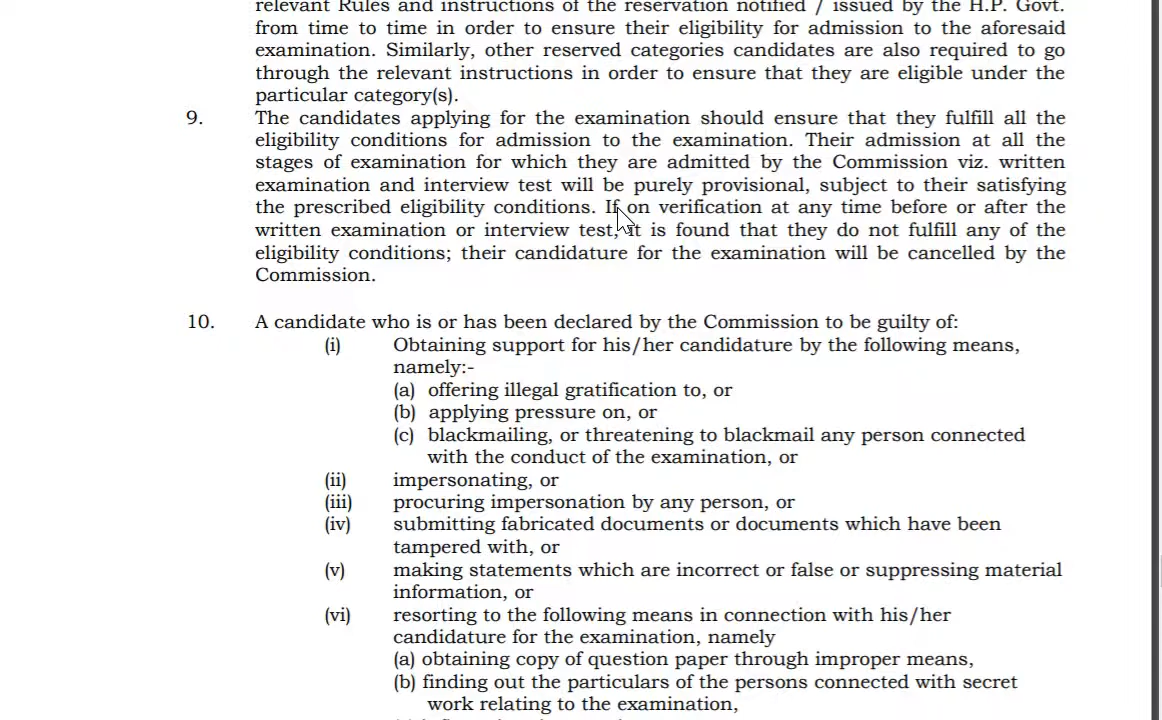 relevant Rules and instructions of the reservation notified / issued by the H.P. Govt.
from time to time in order to ensure their eligibility for admission to the aforesaid
examination. Similarly, other reserved categories candidates are also required to go
through the relevant instructions in order to ensure that they are eligible under the
particular category(s).
9. The candidates applying for the examination should ensure that they fulfill all the
eligibility conditions for admission to the examination. Their admission at all the
stages of examination for which they are admitted by the Commission viz. written
examination and interview test will be purely provisional, subject to their satisfying
the prescribed eligibility conditions. If on verification at any time before or after the
written examination or interview test, it is found that they do not fulfill any of the
eligibility conditions; their candidature for the examination will be cancelled by the
Commission.
10. A candidate who is or has been declared by the Commission to be guilty of:
(i) Obtaining support for his/her candidature by the following means,
namely:-
(a) offering illegal gratification to, or
(b) applying pressure on, or
(c) blackmailing, or threatening to blackmail any person connected
with the conduct of the examination, or
(ii) impersonating, or
(iii) procuring impersonation by any person, or
(iv) submitting fabricated documents or documents which have been
tampered with, or
(v) making statements which are incorrect or false or suppressing material
information, or
(vi) resorting to the following means in connection with his/her
candidature for the examination, namely
(a) obtaining copy of question paper through improper means,
(b) finding out the particulars of the persons connected with secret
work relating to the examination,